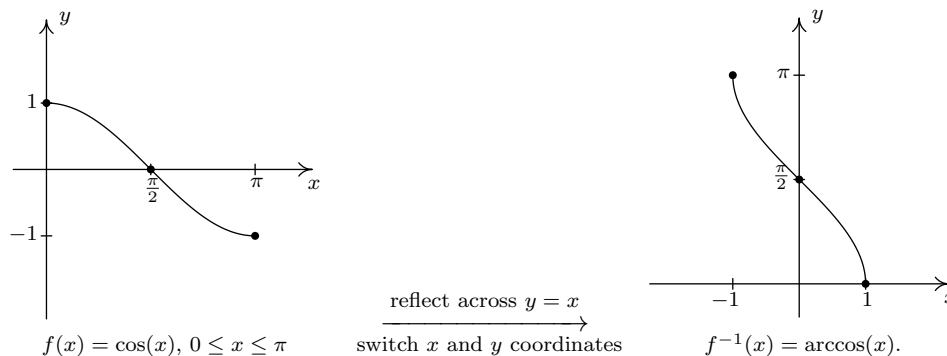 y
1
π/2
π
x
−1
f(x) = cos(x), 0 ≤ x ≤ π
reflect across y = x
switch x and y coordinates
y
π
π/2
−1
1
f⁻¹(x) = arccos(x).